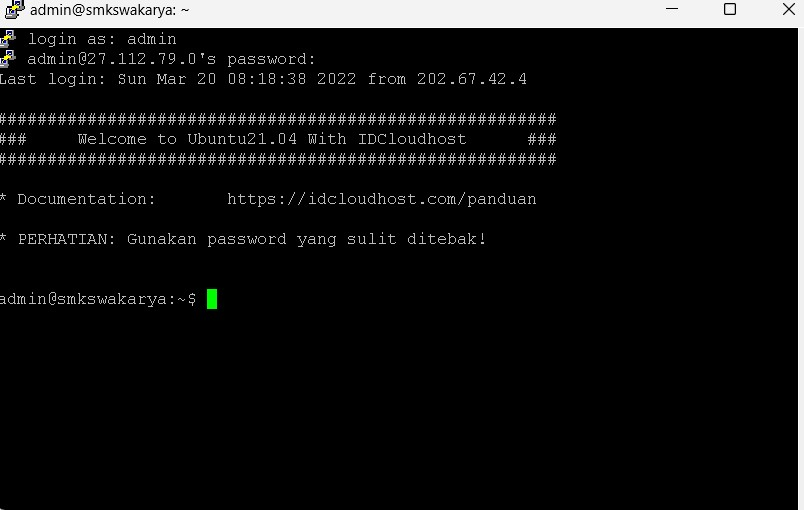 admin@smkswakarya: ~
login as: admin
admin@27.112.79.0's password:
Last login: Sun Mar 20 08:18:38 2022 from 202.67.42.4
##############################################################
###      Welcome to Ubuntu21.04 With IDCloudhost       ###
##############################################################
* Documentation:        https://idcloudhost.com/panduan
* PERHATIAN: Gunakan password yang sulit ditebak!
admin@smkswakarya:~$